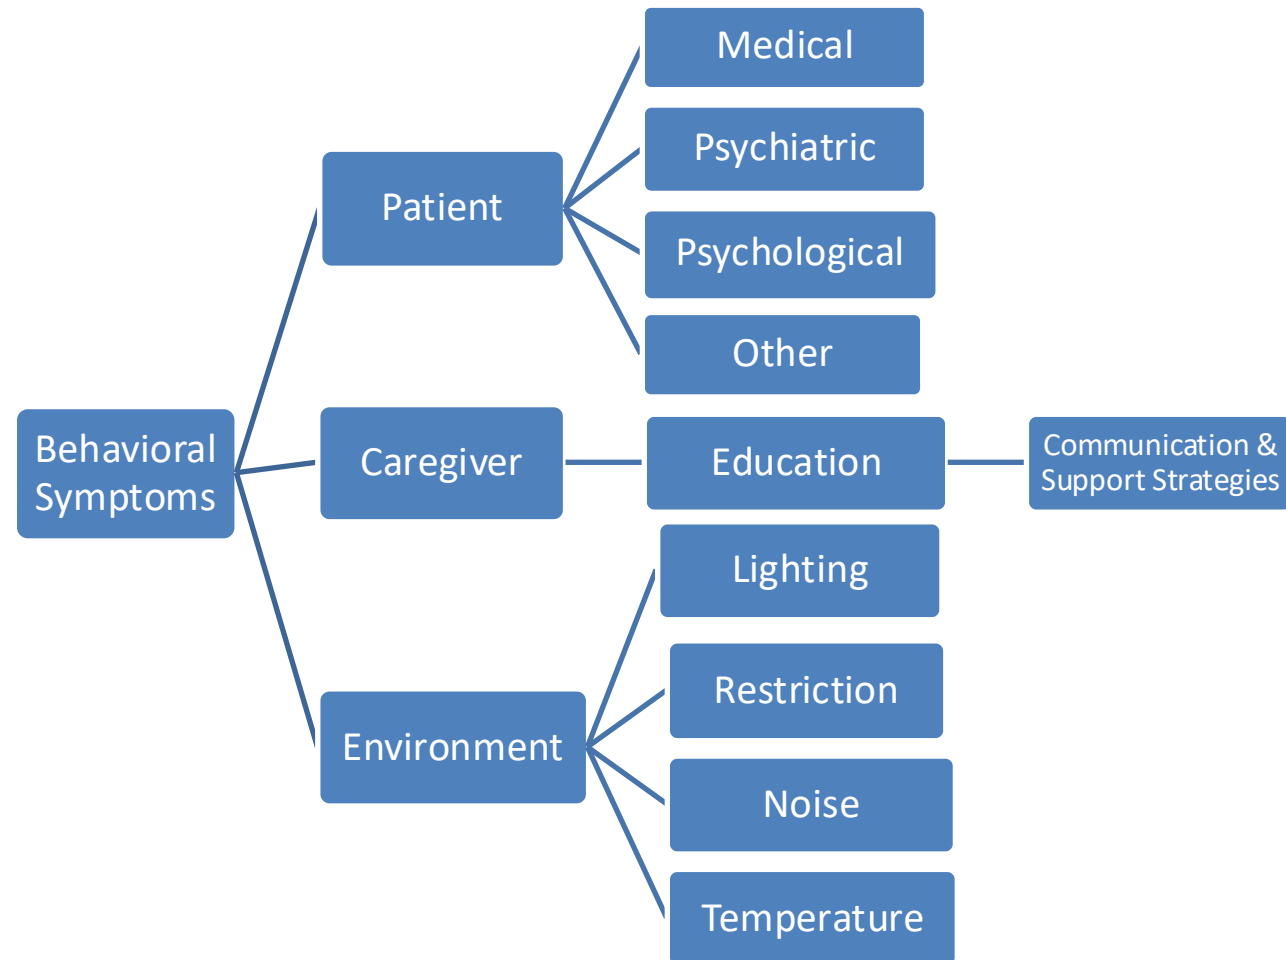 Behavioral
Symptoms
Patient
Medical
Psychiatric
Psychological
Other
Caregiver
Education
Communication &
Support Strategies
Environment
Lighting
Restriction
Noise
Temperature